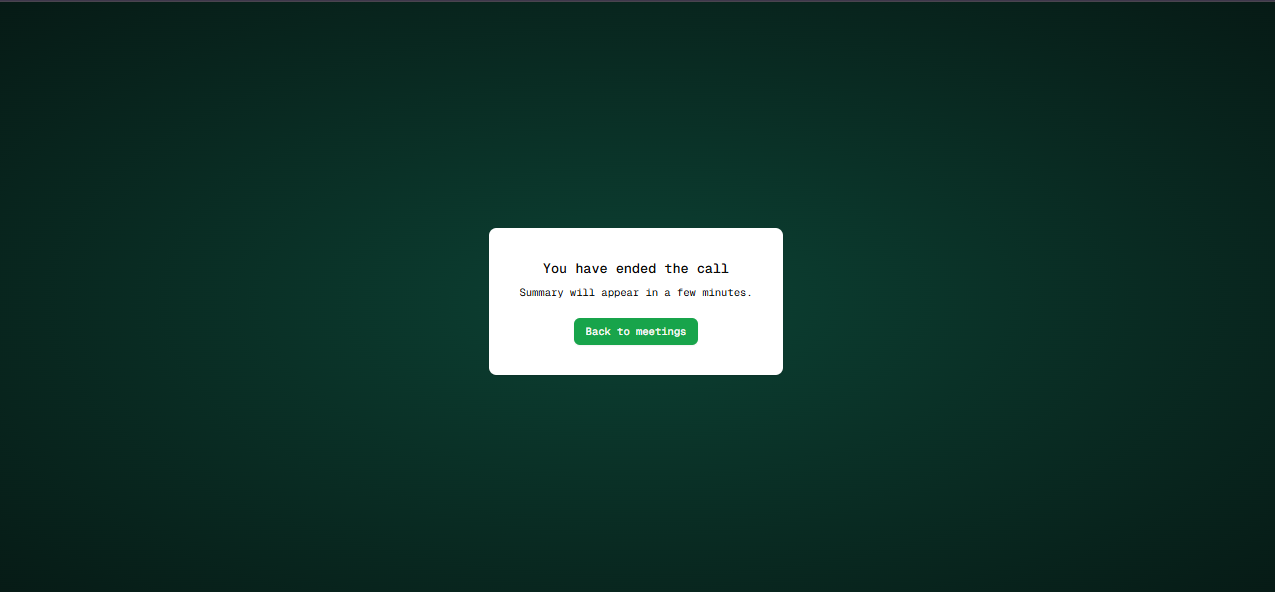 You have ended the call
Summary will appear in a few minutes.
Back to meetings